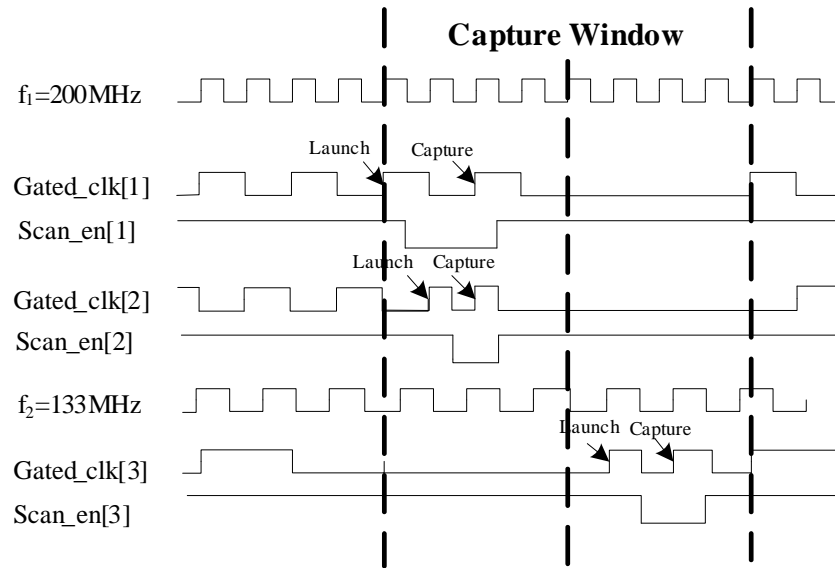 Capture Window
f1=200MHz
Launch
Capture
Gated_clk[1]
Scan_en[1]
Launch
Capture
Gated_clk[2]
Scan_en[2]
f2=133MHz
Launch
Capture
Gated_clk[3]
Scan_en[3]